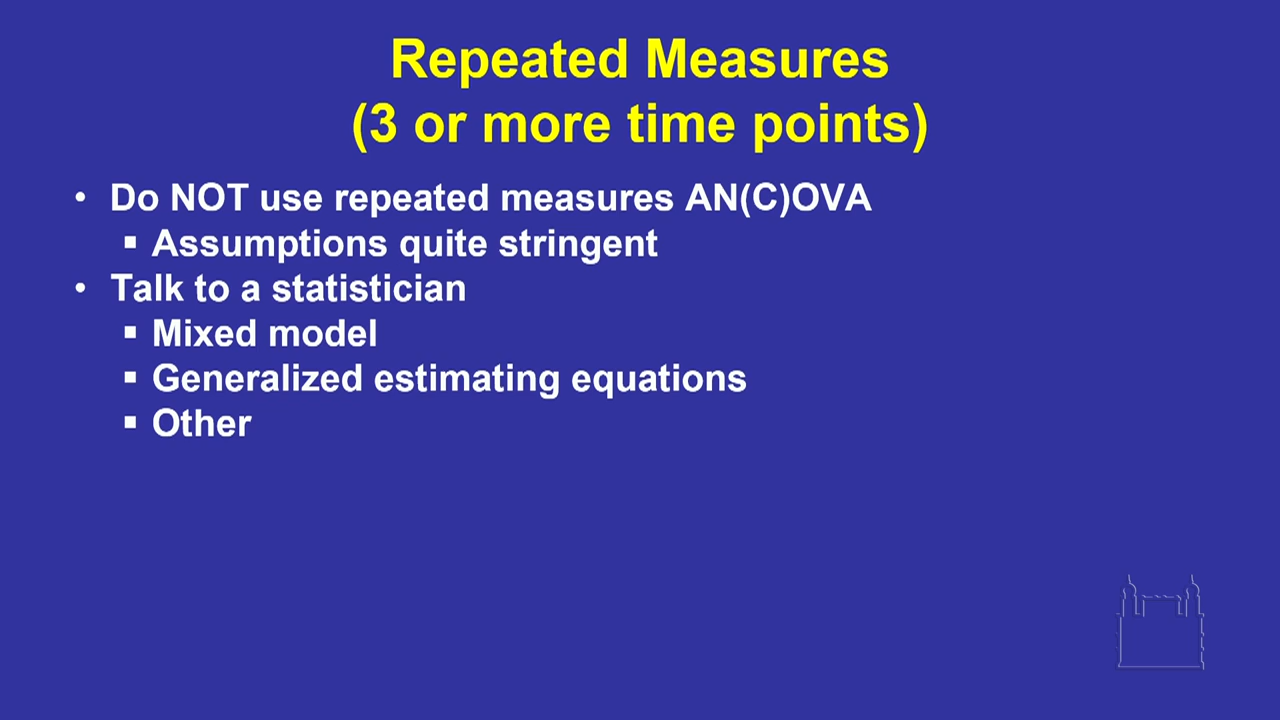 Repeated Measures
(3 or more time points)
• Do NOT use repeated measures AN(C)OVA
▪ Assumptions quite stringent
• Talk to a statistician
▪ Mixed model
▪ Generalized estimating equations
▪ Other